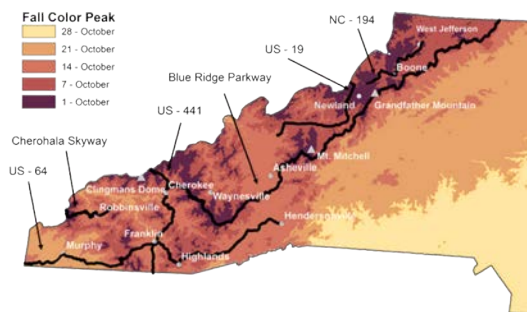 Fall Color Peak
28 - October
21 - October
14 - October
7 - October
1 - October
NC - 194
West Jefferson
US - 19
Boone
Blue Ridge Parkway
Newland
Grandfather Mountain
US - 441
Mt. Mitchell
Cherohala Skyway
Asheville
US - 64
Clingmans Dome
Cherokee
Waynesville
Robbinsville
Hendersonville
Murphy
Franklin
Highlands